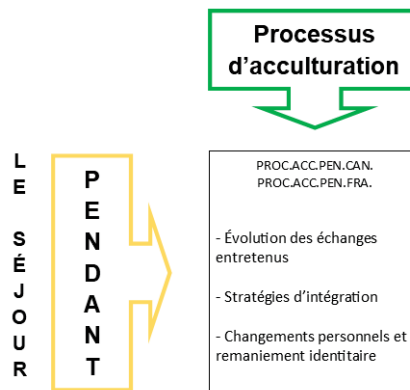 Processus
d'acculturation
LE SÉJOUR
PENDANT
PROC.ACC.PEN.CAN.
PROC.ACC.PEN.FRA.
- Évolution des échanges
entretenus
- Stratégies d'intégration
- Changements personnels et
remaniement identitaire